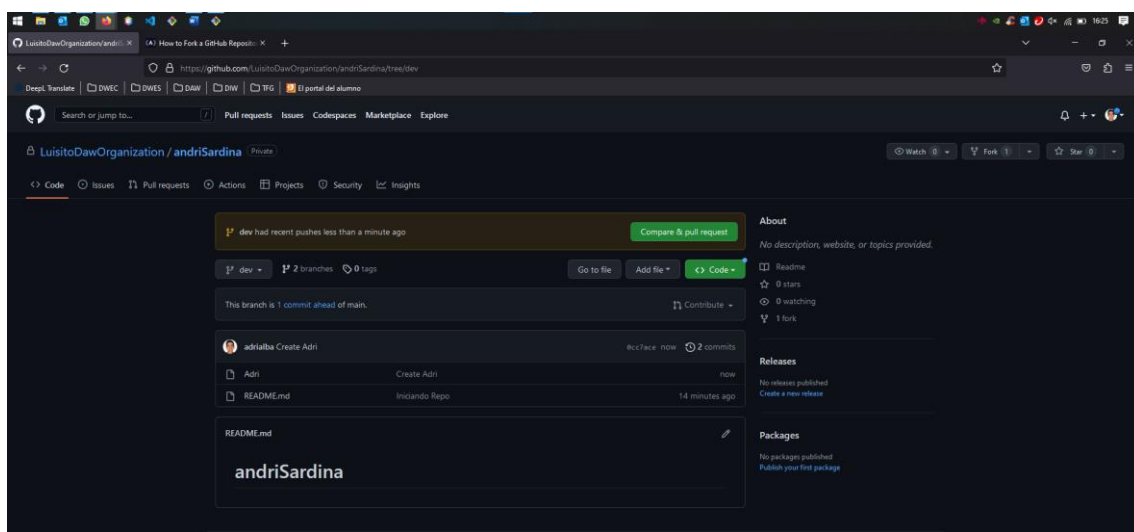 16:25
LuisitoDawOrganization/andriS
How to Fork a GitHub Reposito
https://github.com/LuisitoDawOrganization/andriSardina/tree/dev
DeepL Translate DWEC DWES DAW DIW TFG El portal del alumno
Search or jump to... / Pull requests Issues Codespaces Marketplace Explore
LuisitoDawOrganization / andriSardina Private
Watch 0 Fork 1 Star 0
Code Issues Pull requests Actions Projects Security Insights
dev had recent pushes less than a minute ago Compare & pull request
dev 2 branches 0 tags Go to file Add file Code
This branch is 1 commit ahead of main. Contribute
adrialba Create Adri 0cc7ace now 2 commits
Adri Create Adri now
README.md Iniciando Repo 14 minutes ago
README.md
andriSardina
About
No description, website, or topics provided.
Readme
0 stars
0 watching
1 fork
Releases
No releases published
Create a new release
Packages
No packages published
Publish your first package